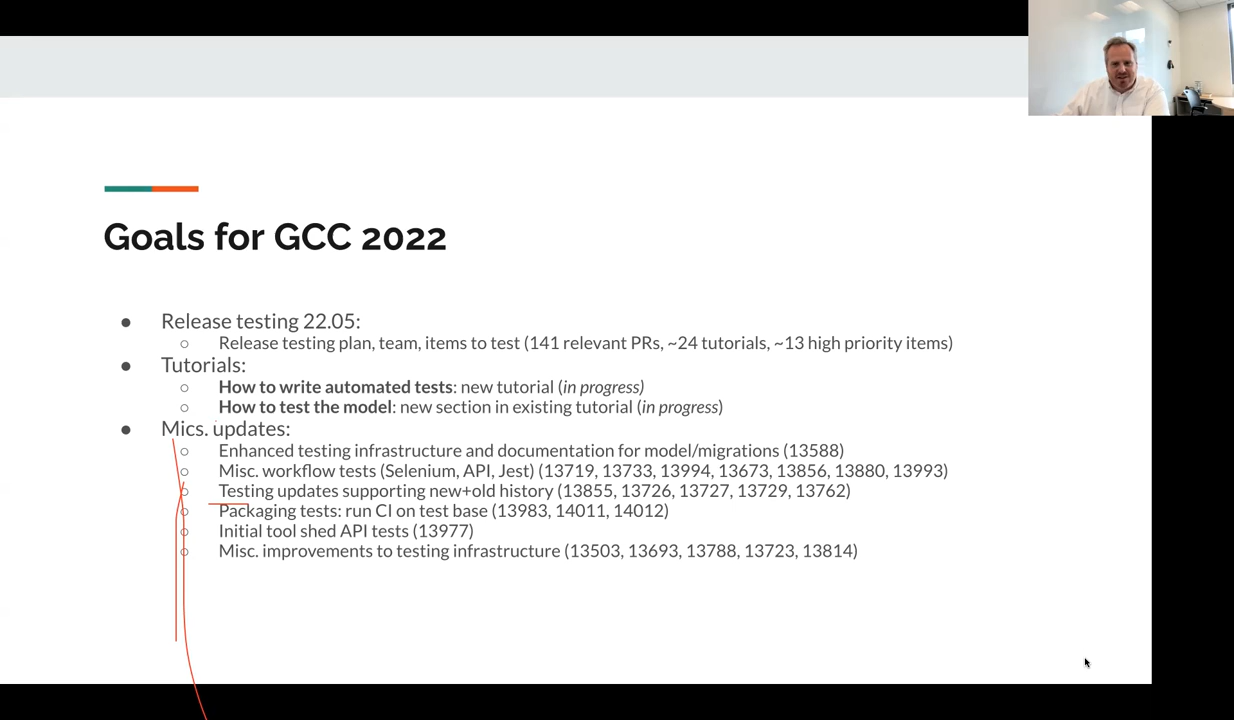 Goals for GCC 2022
● Release testing 22.05:
○ Release testing plan, team, items to test (141 relevant PRs, ~24 tutorials, ~13 high priority items)
● Tutorials:
○ How to write automated tests: new tutorial (in progress)
○ How to test the model: new section in existing tutorial (in progress)
● Mics. updates:
○ Enhanced testing infrastructure and documentation for model/migrations (13588)
○ Misc. workflow tests (Selenium, API, Jest) (13719, 13733, 13994, 13673, 13856, 13880, 13993)
○ Testing updates supporting new+old history (13855, 13726, 13727, 13729, 13762)
○ Packaging tests: run CI on test base (13983, 14011, 14012)
○ Initial tool shed API tests (13977)
○ Misc. improvements to testing infrastructure (13503, 13693, 13788, 13723, 13814)